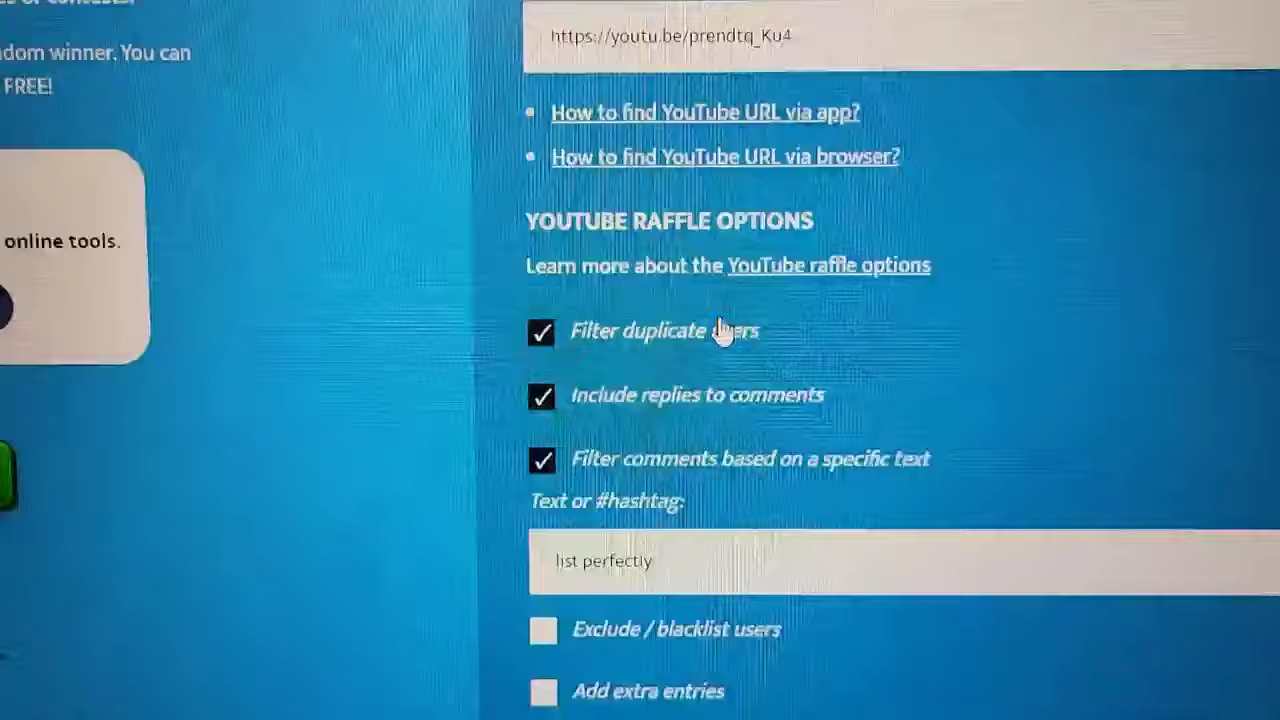 dom winner. You can
FREE!
online tools.
https://youtu.be/prendtq_Ku4
How to find YouTube URL via app?
How to find YouTube URL via browser?
YOUTUBE RAFFLE OPTIONS
Learn more about the YouTube raffle options
Filter duplicate users
Include replies to comments
Filter comments based on a specific text
Text or #hashtag:
list perfectly
Exclude / blacklist users
Add extra entries